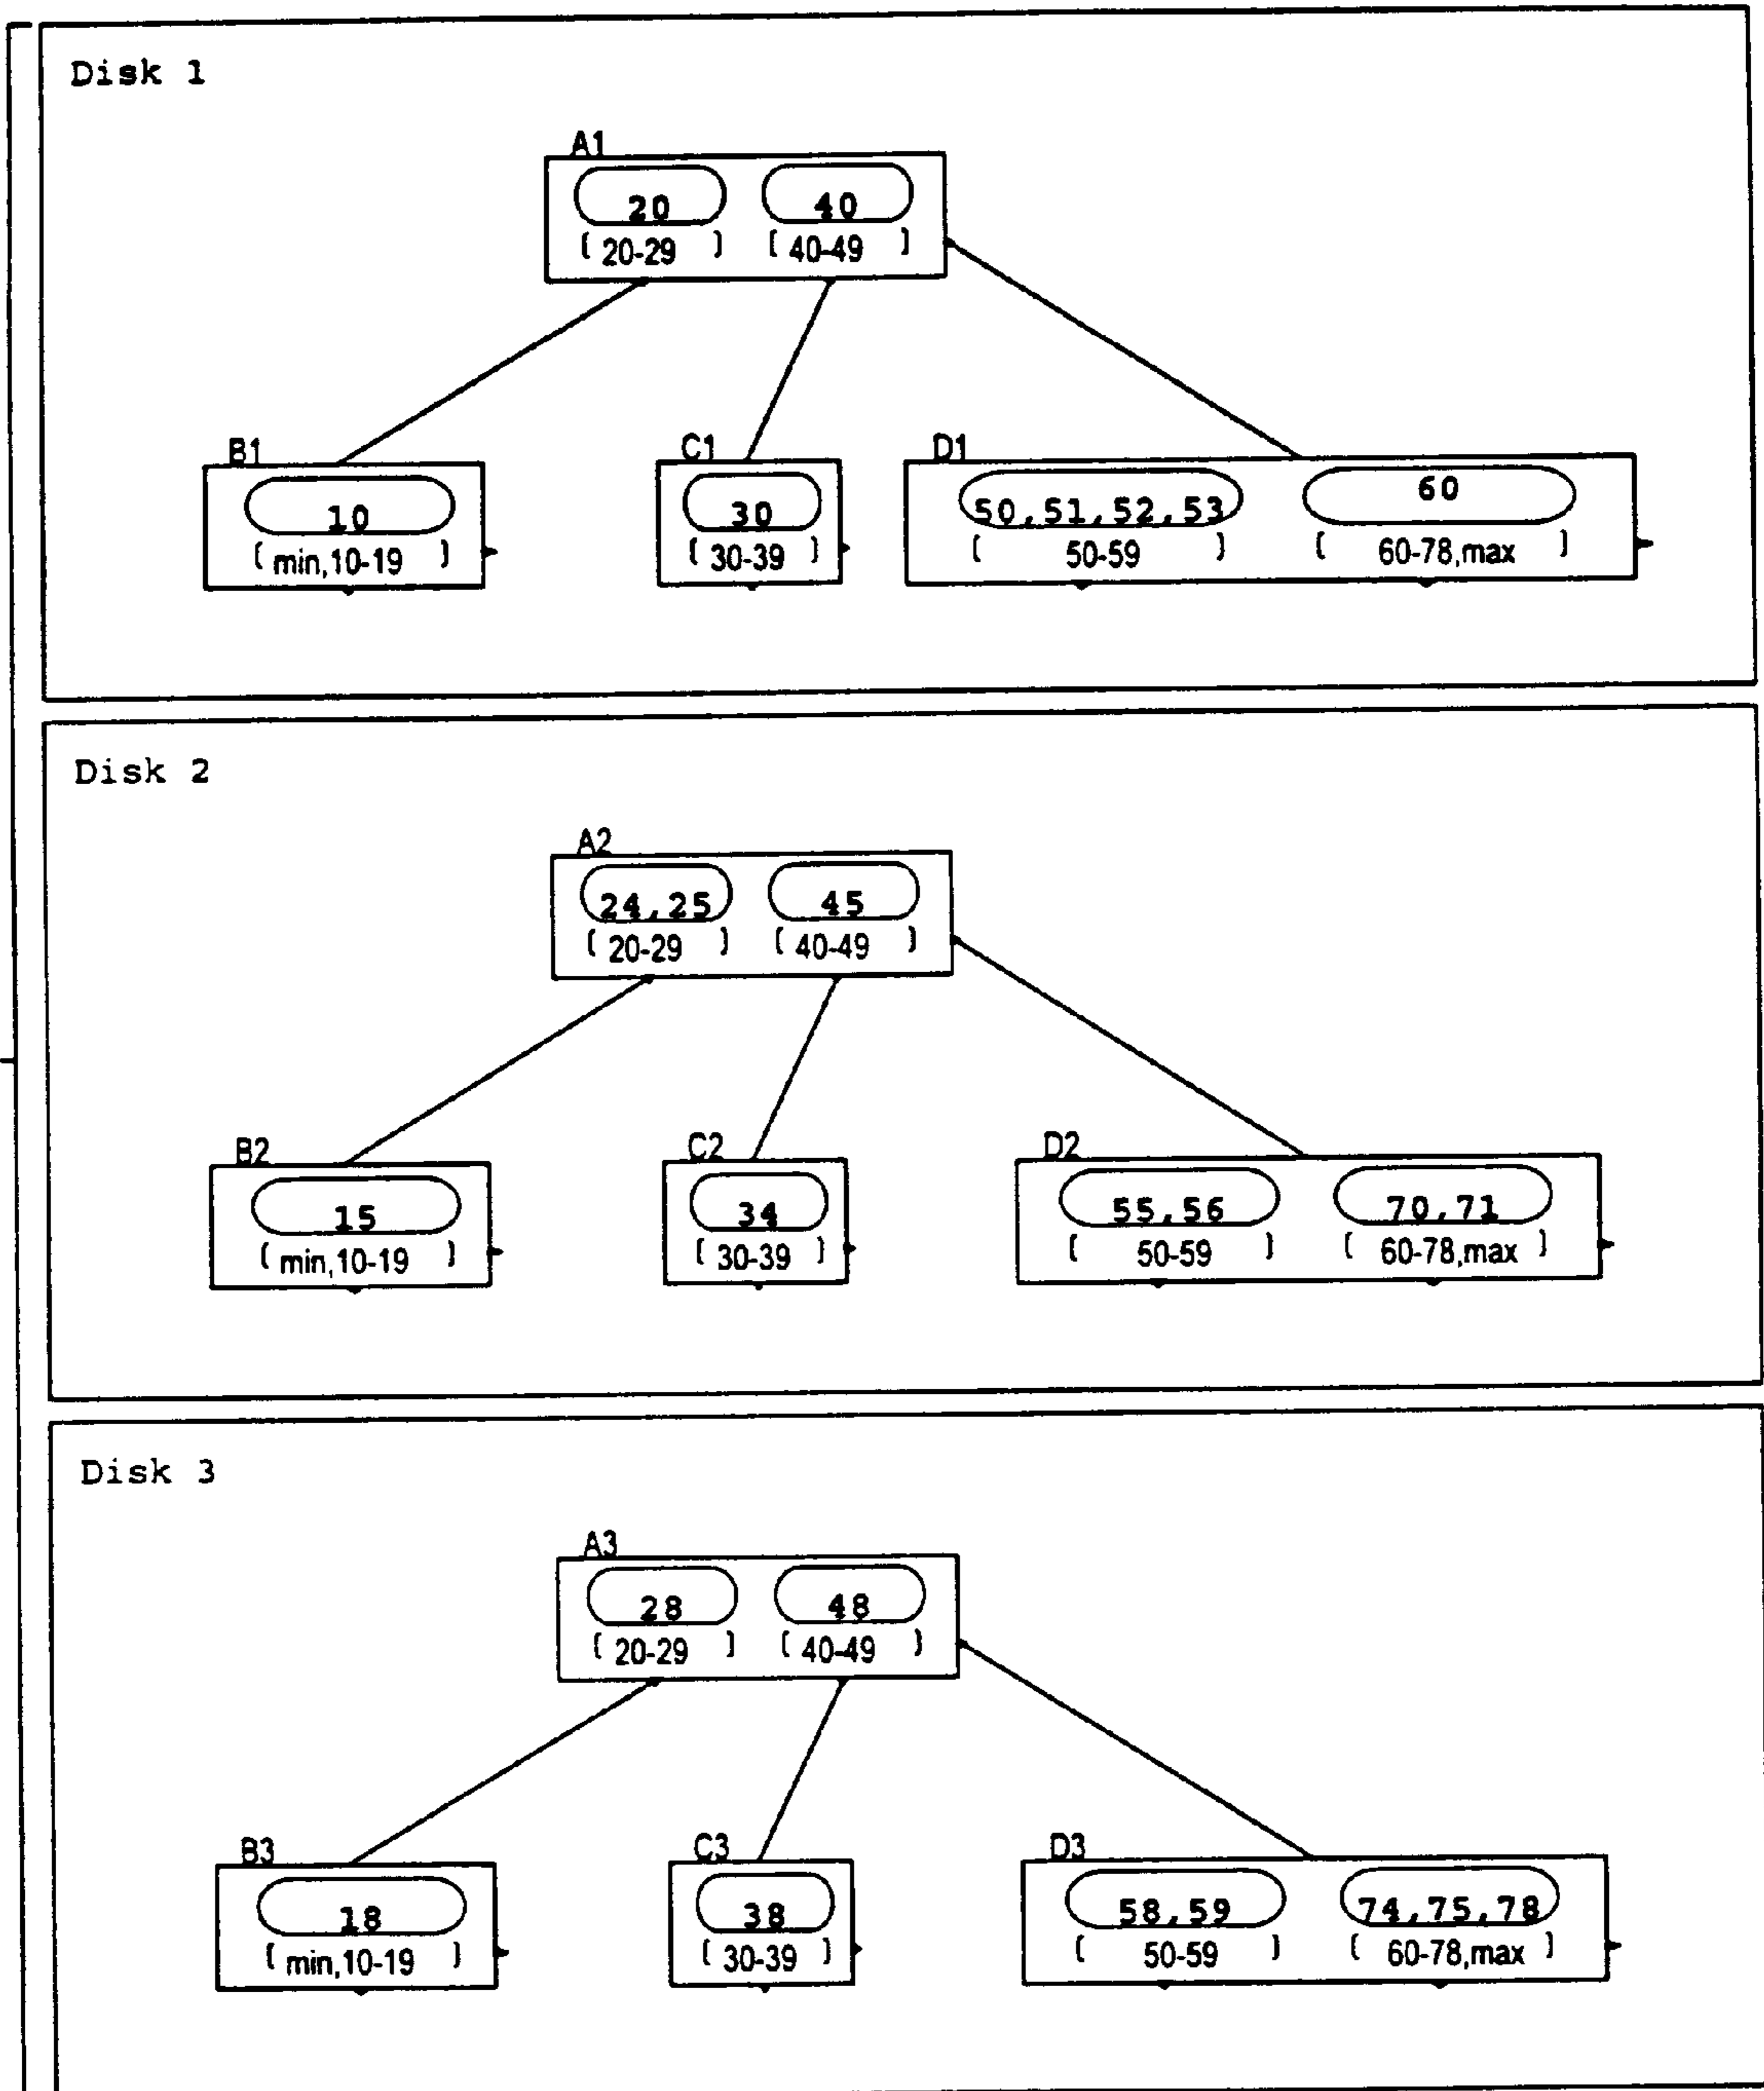 Disk 1
A1
20 40
[ 20-29 ] [ 40-49 ]
B1 C1 D1
10 30 50,51,52,53 60
[ min,10-19 ] [ 30-39 ] [ 50-59 ] [ 60-78,max ]
Disk 2
A2
24,25 45
[ 20-29 ] [ 40-49 ]
B2 C2 D2
15 34 55,56 70,71
[ min,10-19 ] [ 30-39 ] [ 50-59 ] [ 60-78,max ]
Disk 3
A3
28 48
[ 20-29 ] [ 40-49 ]
B3 C3 D3
18 38 58,59 74,75,78
[ min,10-19 ] [ 30-39 ] [ 50-59 ] [ 60-78,max ]